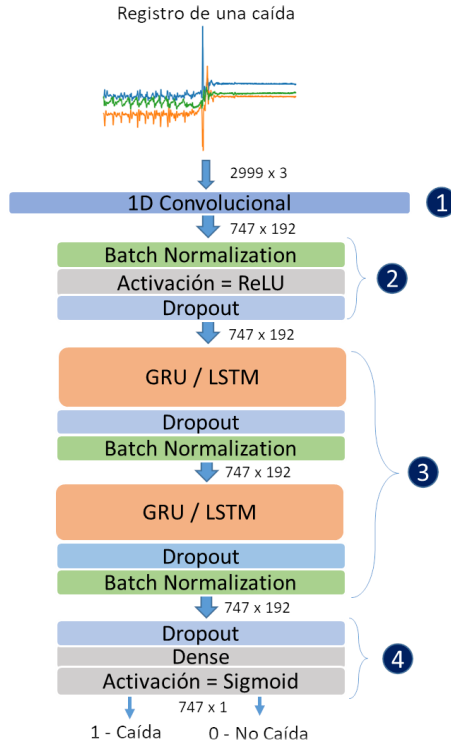 Registro de una caída
2999 x 3
1D Convolucional
1
747 x 192
Batch Normalization
Activación = ReLU
Dropout
2
747 x 192
GRU / LSTM
Dropout
Batch Normalization
747 x 192
3
GRU / LSTM
Dropout
Batch Normalization
747 x 192
Dropout
Dense
Activación = Sigmoid
4
747 x 1
1 - Caída
0 - No Caída